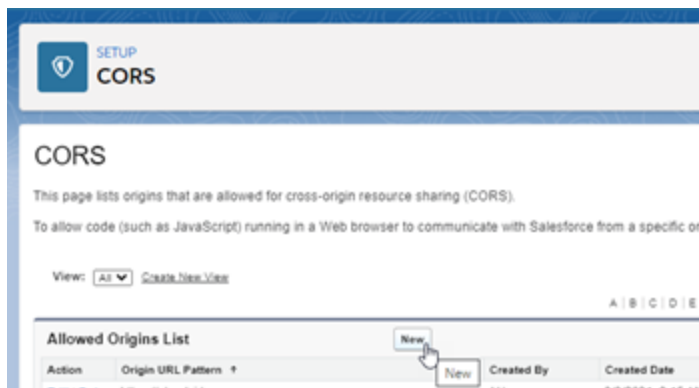 SETUP
CORS
CORS
This page lists origins that are allowed for cross-origin resource sharing (CORS).
To allow code (such as JavaScript) running in a Web browser to communicate with Salesforce from a specific
View: All Create New View
A | B | C | D | E
Allowed Origins List New
New
Action Origin URL Pattern ↑ Created By Created Date